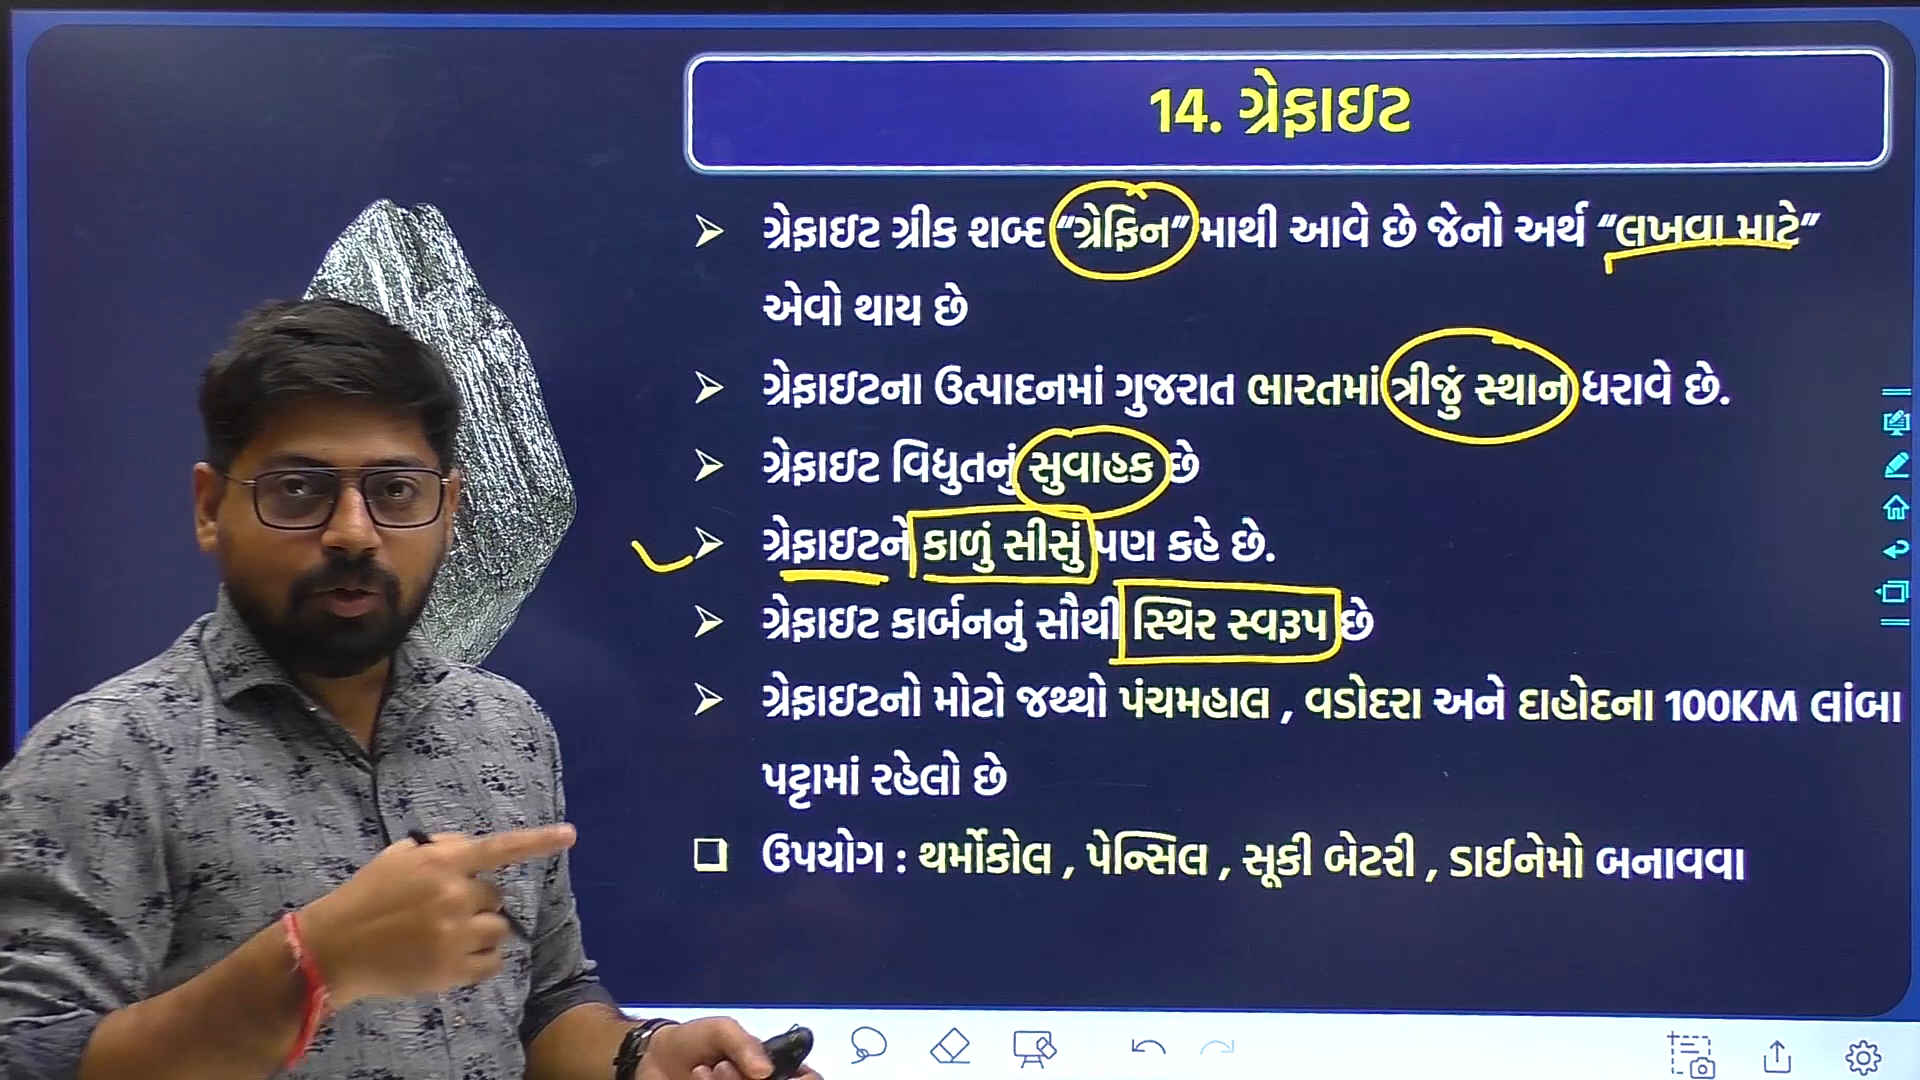 14. ગ્રેફાઇટ
ગ્રેફાઇટ ગ્રીક શબ્દ “ગ્રેફિન” માથી આવે છે જેનો અર્થ “લખવા માટે”
એવો થાય છે
ગ્રેફાઇટના ઉત્પાદનમાં ગુજરાત ભારતમાં ત્રીજું સ્થાન ધરાવે છે.
ગ્રેફાઇટ વિદ્યુતનું સુવાહક છે
ગ્રેફાઇટને કાળું સીસું પણ કહે છે.
ગ્રેફાઇટ કાર્બનનું સૌથી સ્થિર સ્વરૂપ છે
ગ્રેફાઇટનો મોટો જથ્થો પંચમહાલ , વડોદરા અને દાહોદના 100KM લાંબા
પટ્ટામાં રહેલો છે
ઉપયોગ : થર્મોકોલ , પેન્સિલ , સૂકી બેટરી , ડાઈનેમો બનાવવા